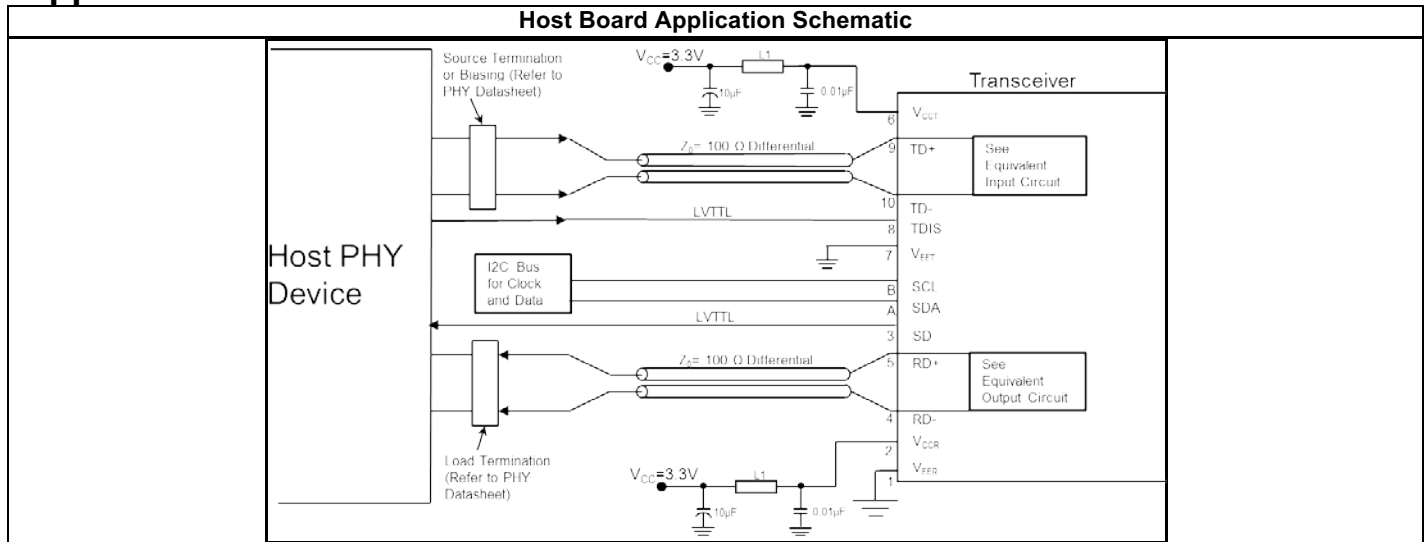 Host Board Application Schematic
Source Termination
or Biasing (Refer to
PHY Datasheet)
VCC=3.3V
L1
10µF
0.01µF
Transceiver
6
VCCT
Z0= 100 Ω Differential
9
TD+
See
Equivalent
Input Circuit
10
TD-
LVTTL
8
TDIS
7
VEET
Host PHY
Device
I2C Bus
for Clock
and Data
B
SCL
A
SDA
LVTTL
3
SD
Z0= 100 Ω Differential
5
RD+
See
Equivalent
Output Circuit
4
RD-
2
VCCR
Load Termination
(Refer to PHY
Datasheet)
VCC=3.3V
L1
10µF
0.01µF
1
VEER